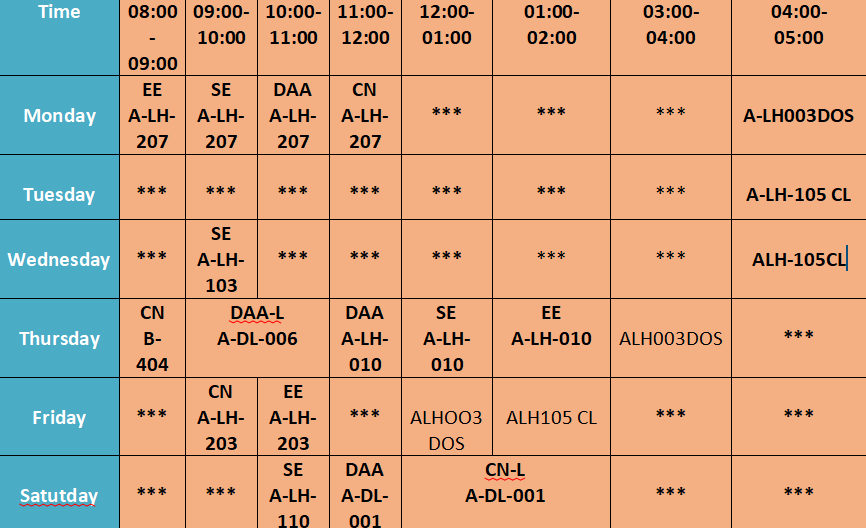 Time 08:00 - 09:00 09:00-10:00 10:00-11:00 11:00-12:00 12:00-01:00 01:00-02:00 03:00-04:00 04:00-05:00
Monday EE A-LH-207 SE A-LH-207 DAA A-LH-207 CN A-LH-207 *** *** *** A-LH003DOS
Tuesday *** *** *** *** *** *** *** A-LH-105 CL
Wednesday *** SE A-LH-103 *** *** *** *** *** ALH-105CL
Thursday CN B-404 DAA-L A-DL-006 DAA A-LH-010 SE A-LH-010 EE A-LH-010 ALH003DOS ***
Friday *** CN A-LH-203 EE A-LH-203 *** ALHOO3 DOS ALH105 CL *** ***
Satutday *** *** SE A-LH-110 DAA A-DL-001 CN-L A-DL-001 *** ***